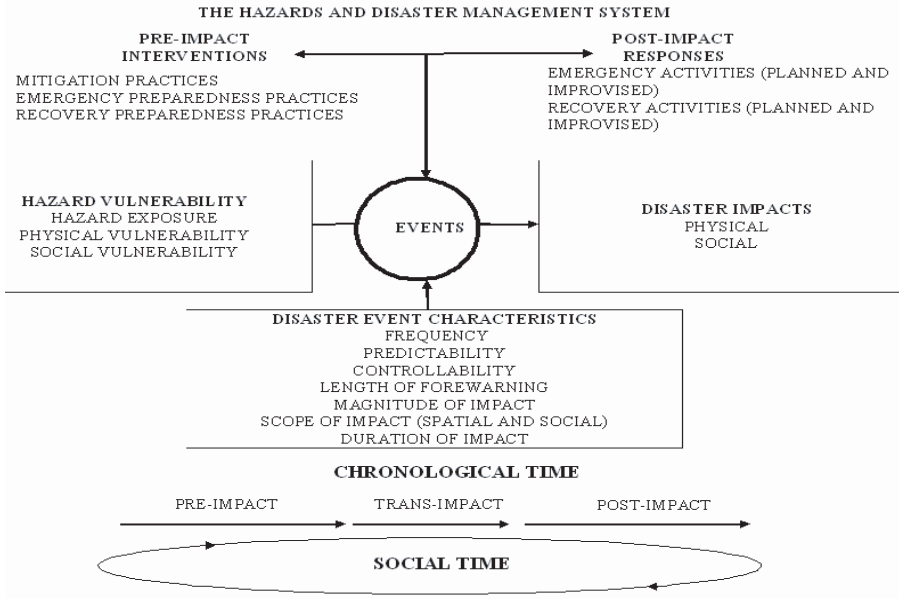 THE HAZARDS AND DISASTER MANAGEMENT SYSTEM
PRE-IMPACT
INTERVENTIONS
MITIGATION PRACTICES
EMERGENCY PREPAREDNESS PRACTICES
RECOVERY PREPAREDNESS PRACTICES
POST-IMPACT
RESPONSES
EMERGENCY ACTIVITIES (PLANNED AND
IMPROVISED)
RECOVERY ACTIVITIES (PLANNED AND
IMPROVISED)
HAZARD VULNERABILITY
HAZARD EXPOSURE
PHYSICAL VULNERABILITY
SOCIAL VULNERABILITY
EVENTS
DISASTER IMPACTS
PHYSICAL
SOCIAL
DISASTER EVENT CHARACTERISTICS
FREQUENCY
PREDICTABILITY
CONTROLLABILITY
LENGTH OF FOREWARNING
MAGNITUDE OF IMPACT
SCOPE OF IMPACT (SPATIAL AND SOCIAL)
DURATION OF IMPACT
CHRONOLOGICAL TIME
PRE-IMPACT
TRANS-IMPACT
POST-IMPACT
SOCIAL TIME